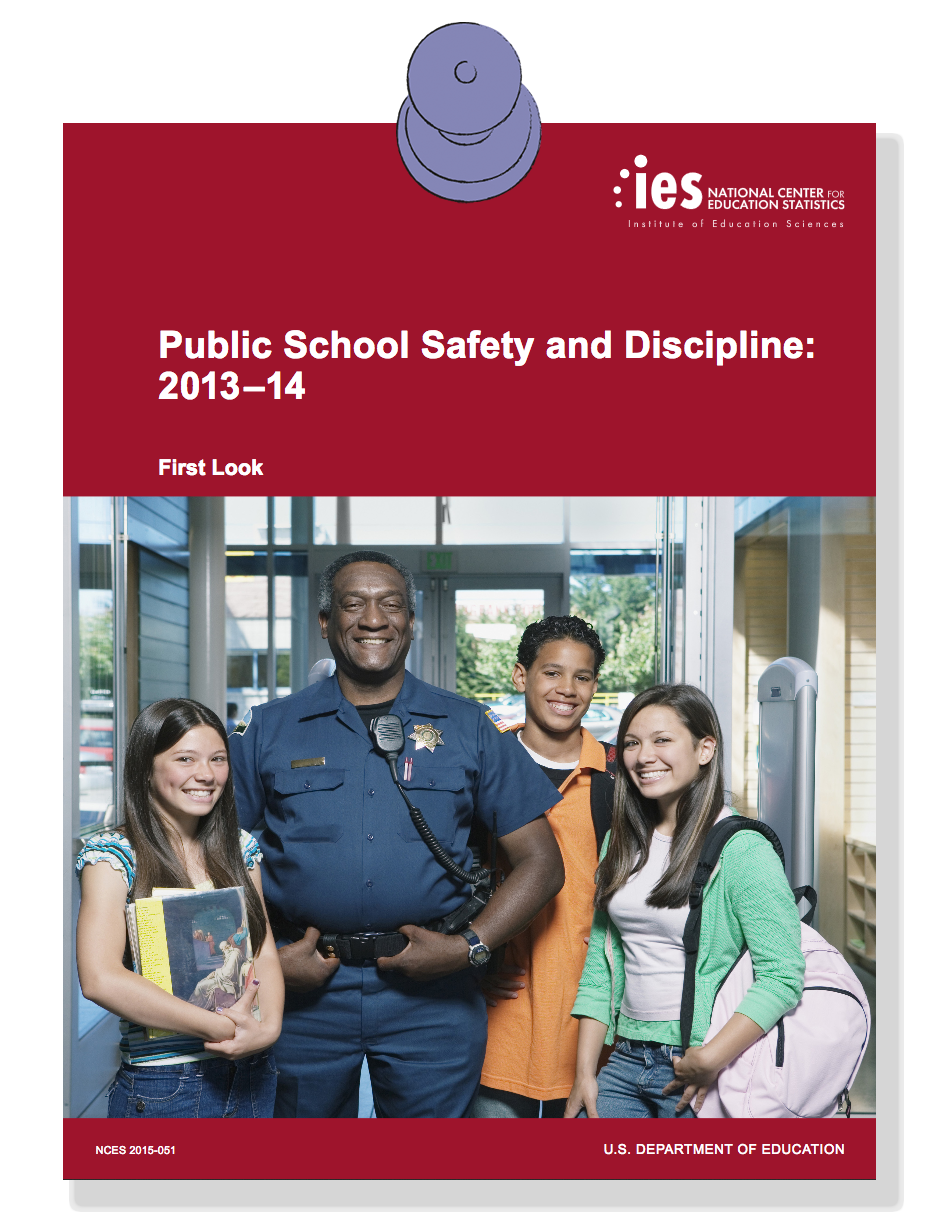 ies NATIONAL CENTER FOR
EDUCATION STATISTICS
Institute of Education Sciences
Public School Safety and Discipline:
2013–14
First Look
EXIT
NCES 2015-051
U.S. DEPARTMENT OF EDUCATION